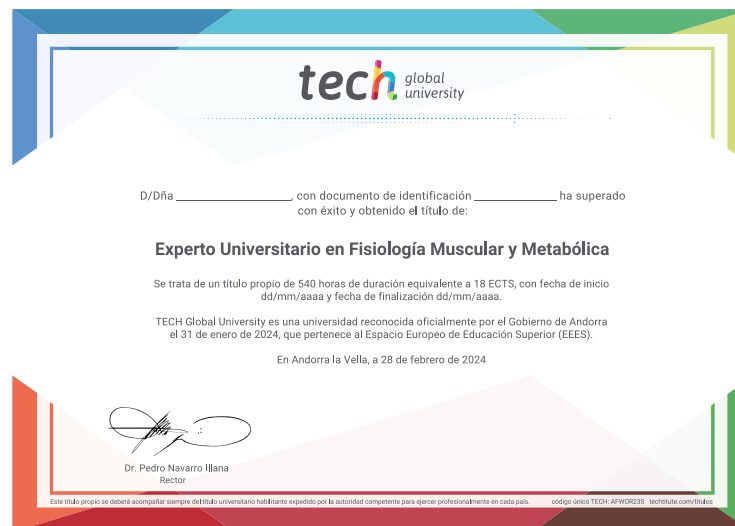 tech global university
D/Dña ____________________, con documento de identificación ______________ ha superado
con éxito y obtenido el título de:
Experto Universitario en Fisiología Muscular y Metabólica
Se trata de un título propio de 540 horas de duración equivalente a 18 ECTS, con fecha de inicio
dd/mm/aaaa y fecha de finalización dd/mm/aaaa.
TECH Global University es una universidad reconocida oficialmente por el Gobierno de Andorra
el 31 de enero de 2024, que pertenece al Espacio Europeo de Educación Superior (EEES).
En Andorra la Vella, a 28 de febrero de 2024
Dr. Pedro Navarro Illana
Rector
Este título propio se deberá acompañar siempre del título universitario habilitante expedido por la autoridad competente para ejercer profesionalmente en cada país. código único TECH: AFWOR23S techtitute.com/titulos